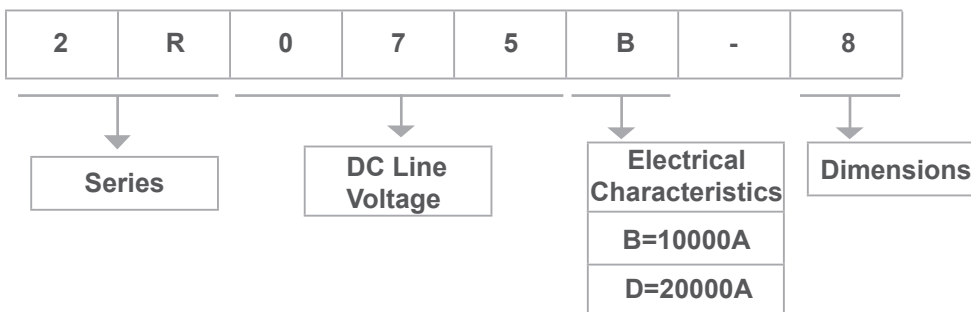 2 R 0 7 5 B - 8
Series
DC Line
Voltage
Electrical
Characteristics
B=10000A
D=20000A
Dimensions